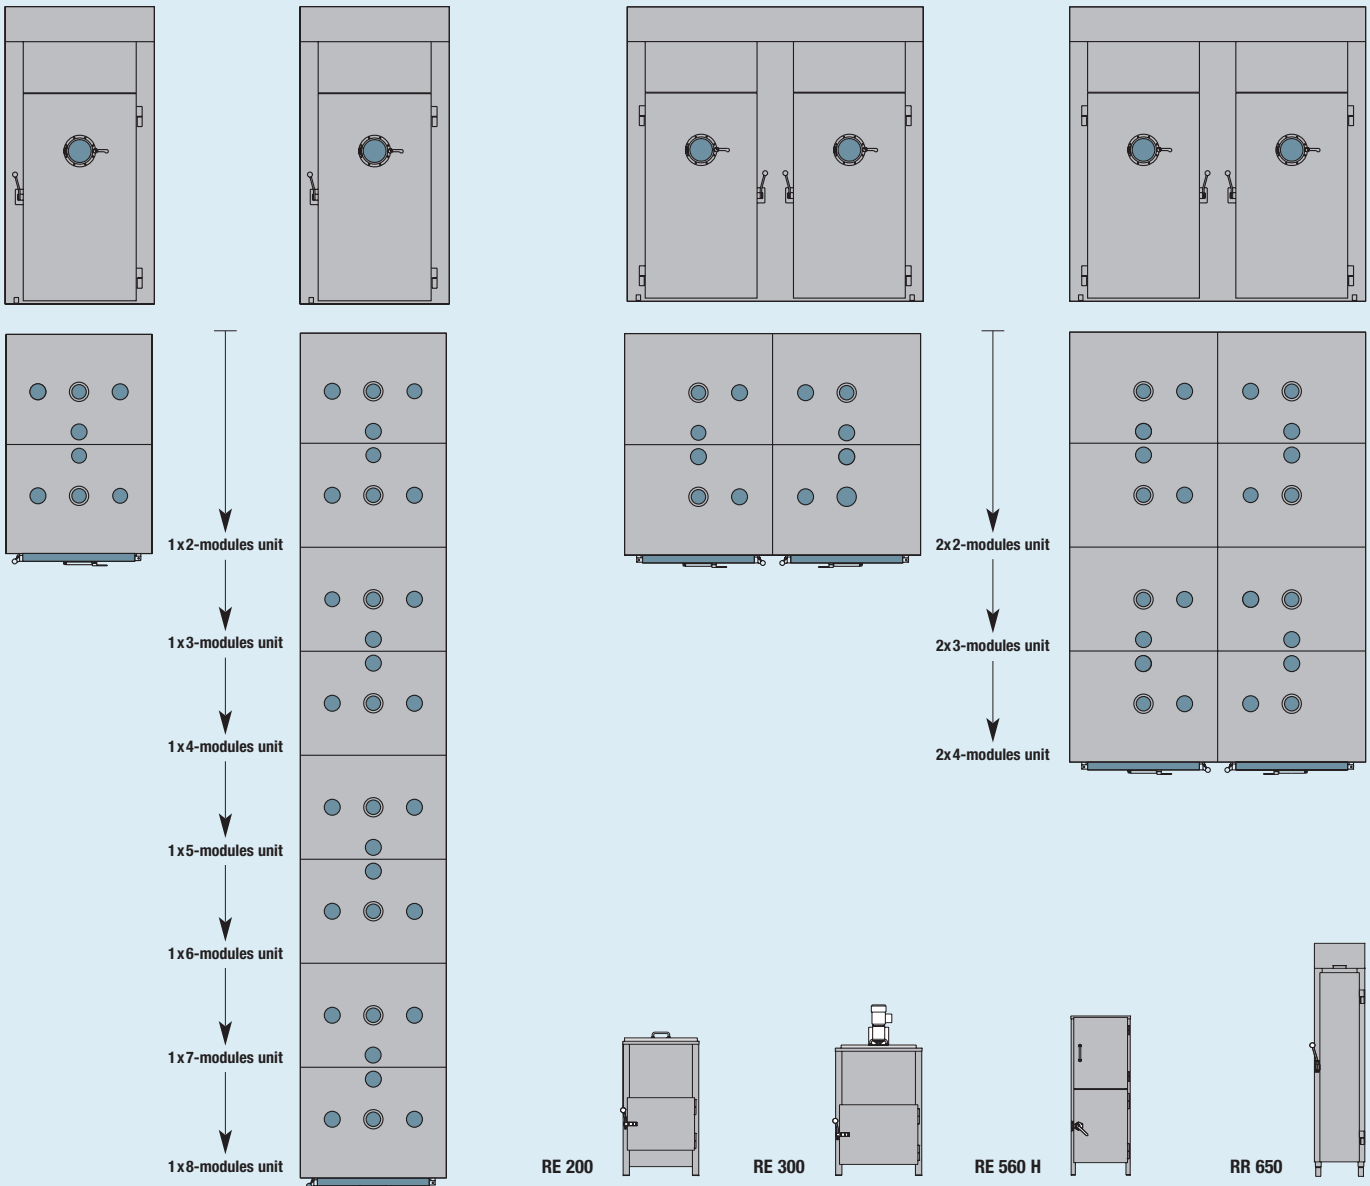 1x2-modules unit
1x3-modules unit
1x4-modules unit
1x5-modules unit
1x6-modules unit
1x7-modules unit
1x8-modules unit
2x2-modules unit
2x3-modules unit
2x4-modules unit
RE 200
RE 300
RE 560 H
RR 650